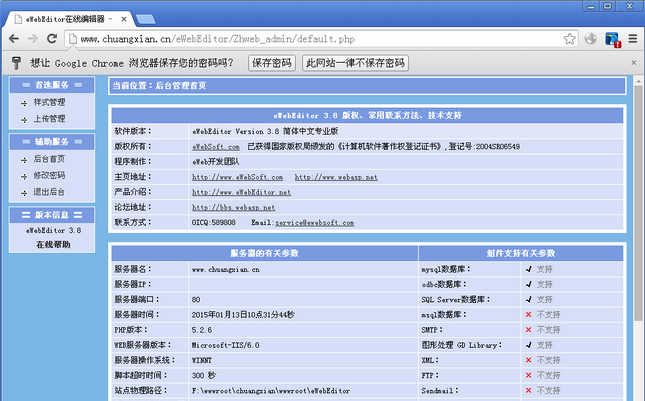 eWebEditor在线编辑器 -
www.chuangxian.cn/eWebEditor/Zhweb_admin/default.php
想让 Google Chrome 浏览器保存您的密码吗? 保存密码 此网站一律不保存密码
首选服务
样式管理
上传管理
辅助服务
后台首页
修改密码
退出后台
版本信息
eWebEditor 3.8
在线帮助
当前位置：后台管理首页
eWebEditor 3.8 版权、常用联系方法、技术支持
软件版本： eWebEditor Version 3.8 简体中文专业版
版权所有： eWebSoft.com 已获得国家版权局颁发的《计算机软件著作权登记证书》,登记号:2004SR06549
程序制作： eWeb开发团队
主页地址： http://www.eWebSoft.com http://www.webasp.net
产品介绍： http://www.eWebEditor.net
论坛地址： http://bbs.webasp.net
联系方式： OICQ:589808 Email:service@ewebsoft.com
服务器的有关参数 组件支持有关参数
服务器名： www.chuangxian.cn mysql数据库： ✓ 支持
服务器IP： odbc数据库： ✓ 支持
服务器端口： 80 SQL Server数据库： ✓ 支持
服务器时间： 2015年01月13日10点31分44秒 msql数据库： ✕ 不支持
PHP版本： 5.2.6 SMTP： ✕ 不支持
WEB服务器版本： Microsoft-IIS/6.0 图形处理 GD Library： ✓ 支持
服务器操作系统： WINNT XML： ✕ 不支持
脚本超时时间： 300 秒 FTP： ✕ 不支持
站点物理路径： F:\wwwroot\chuangxian\wwwroot\eWebEditor Sendmail： ✕ 不支持